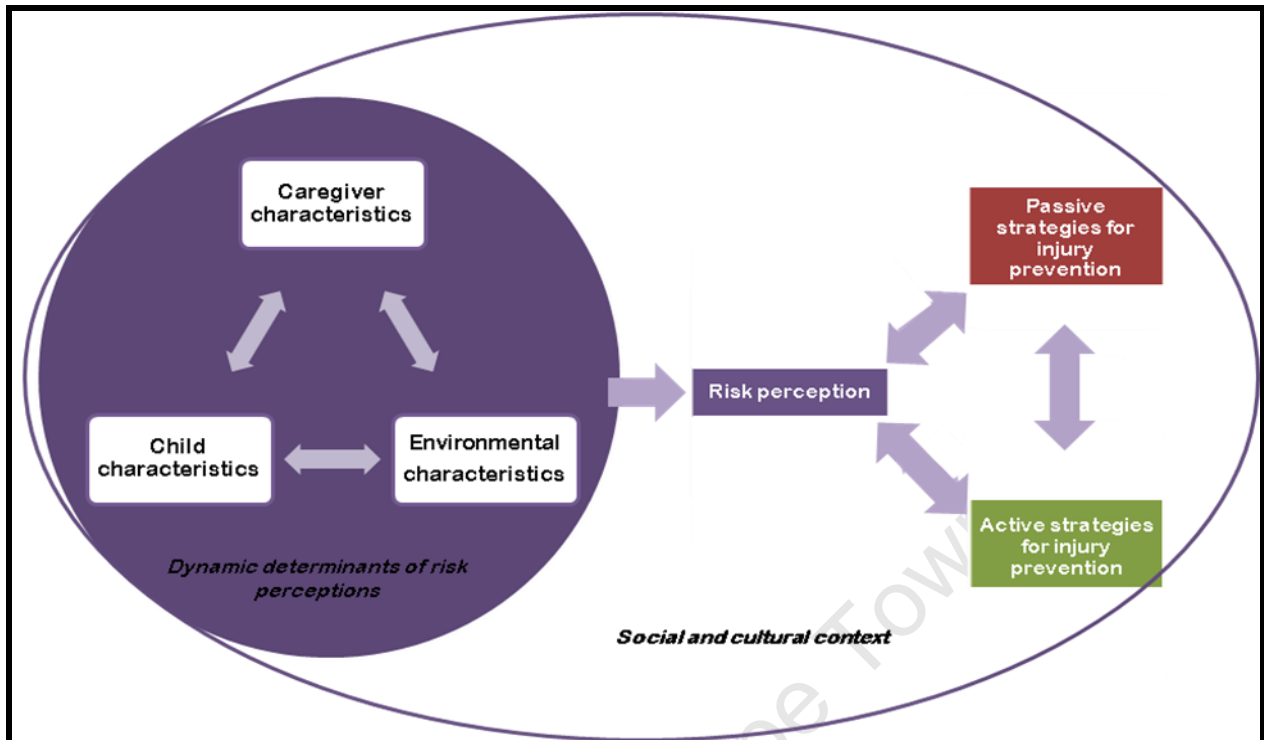 Caregiver
characteristics
Child
characteristics
Environmental
characteristics
Dynamic determinants of risk
perceptions
Risk perception
Passive
strategies for
injury
prevention
Active strategies
for injury
prevention
Social and cultural context
Town